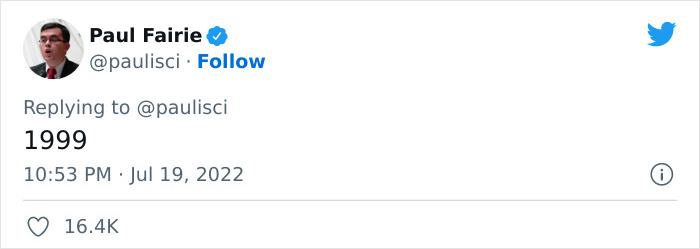 Paul Fairie
@paulisci · Follow
Replying to @paulisci
1999
10:53 PM · Jul 19, 2022
16.4K